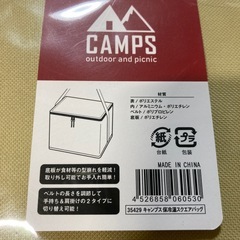 CAMPS
outdoor and picnic
材質
表 / ポリエステル
内 / アルミニウム・ポリエチレン
ベルト / ポリプロピレン
底板 / ポリエチレン
底板が食材等の型崩れを軽減!
取り外し可能でお手入れ簡単!
紙
台紙
プラ
包装
ベルトの長さを調節して
手持ち&肩掛けの2タイプに
切り替え可能!
MADE IN CHINA
4 526858 060530
35429 キャンプス 保冷温スクエアバッグ